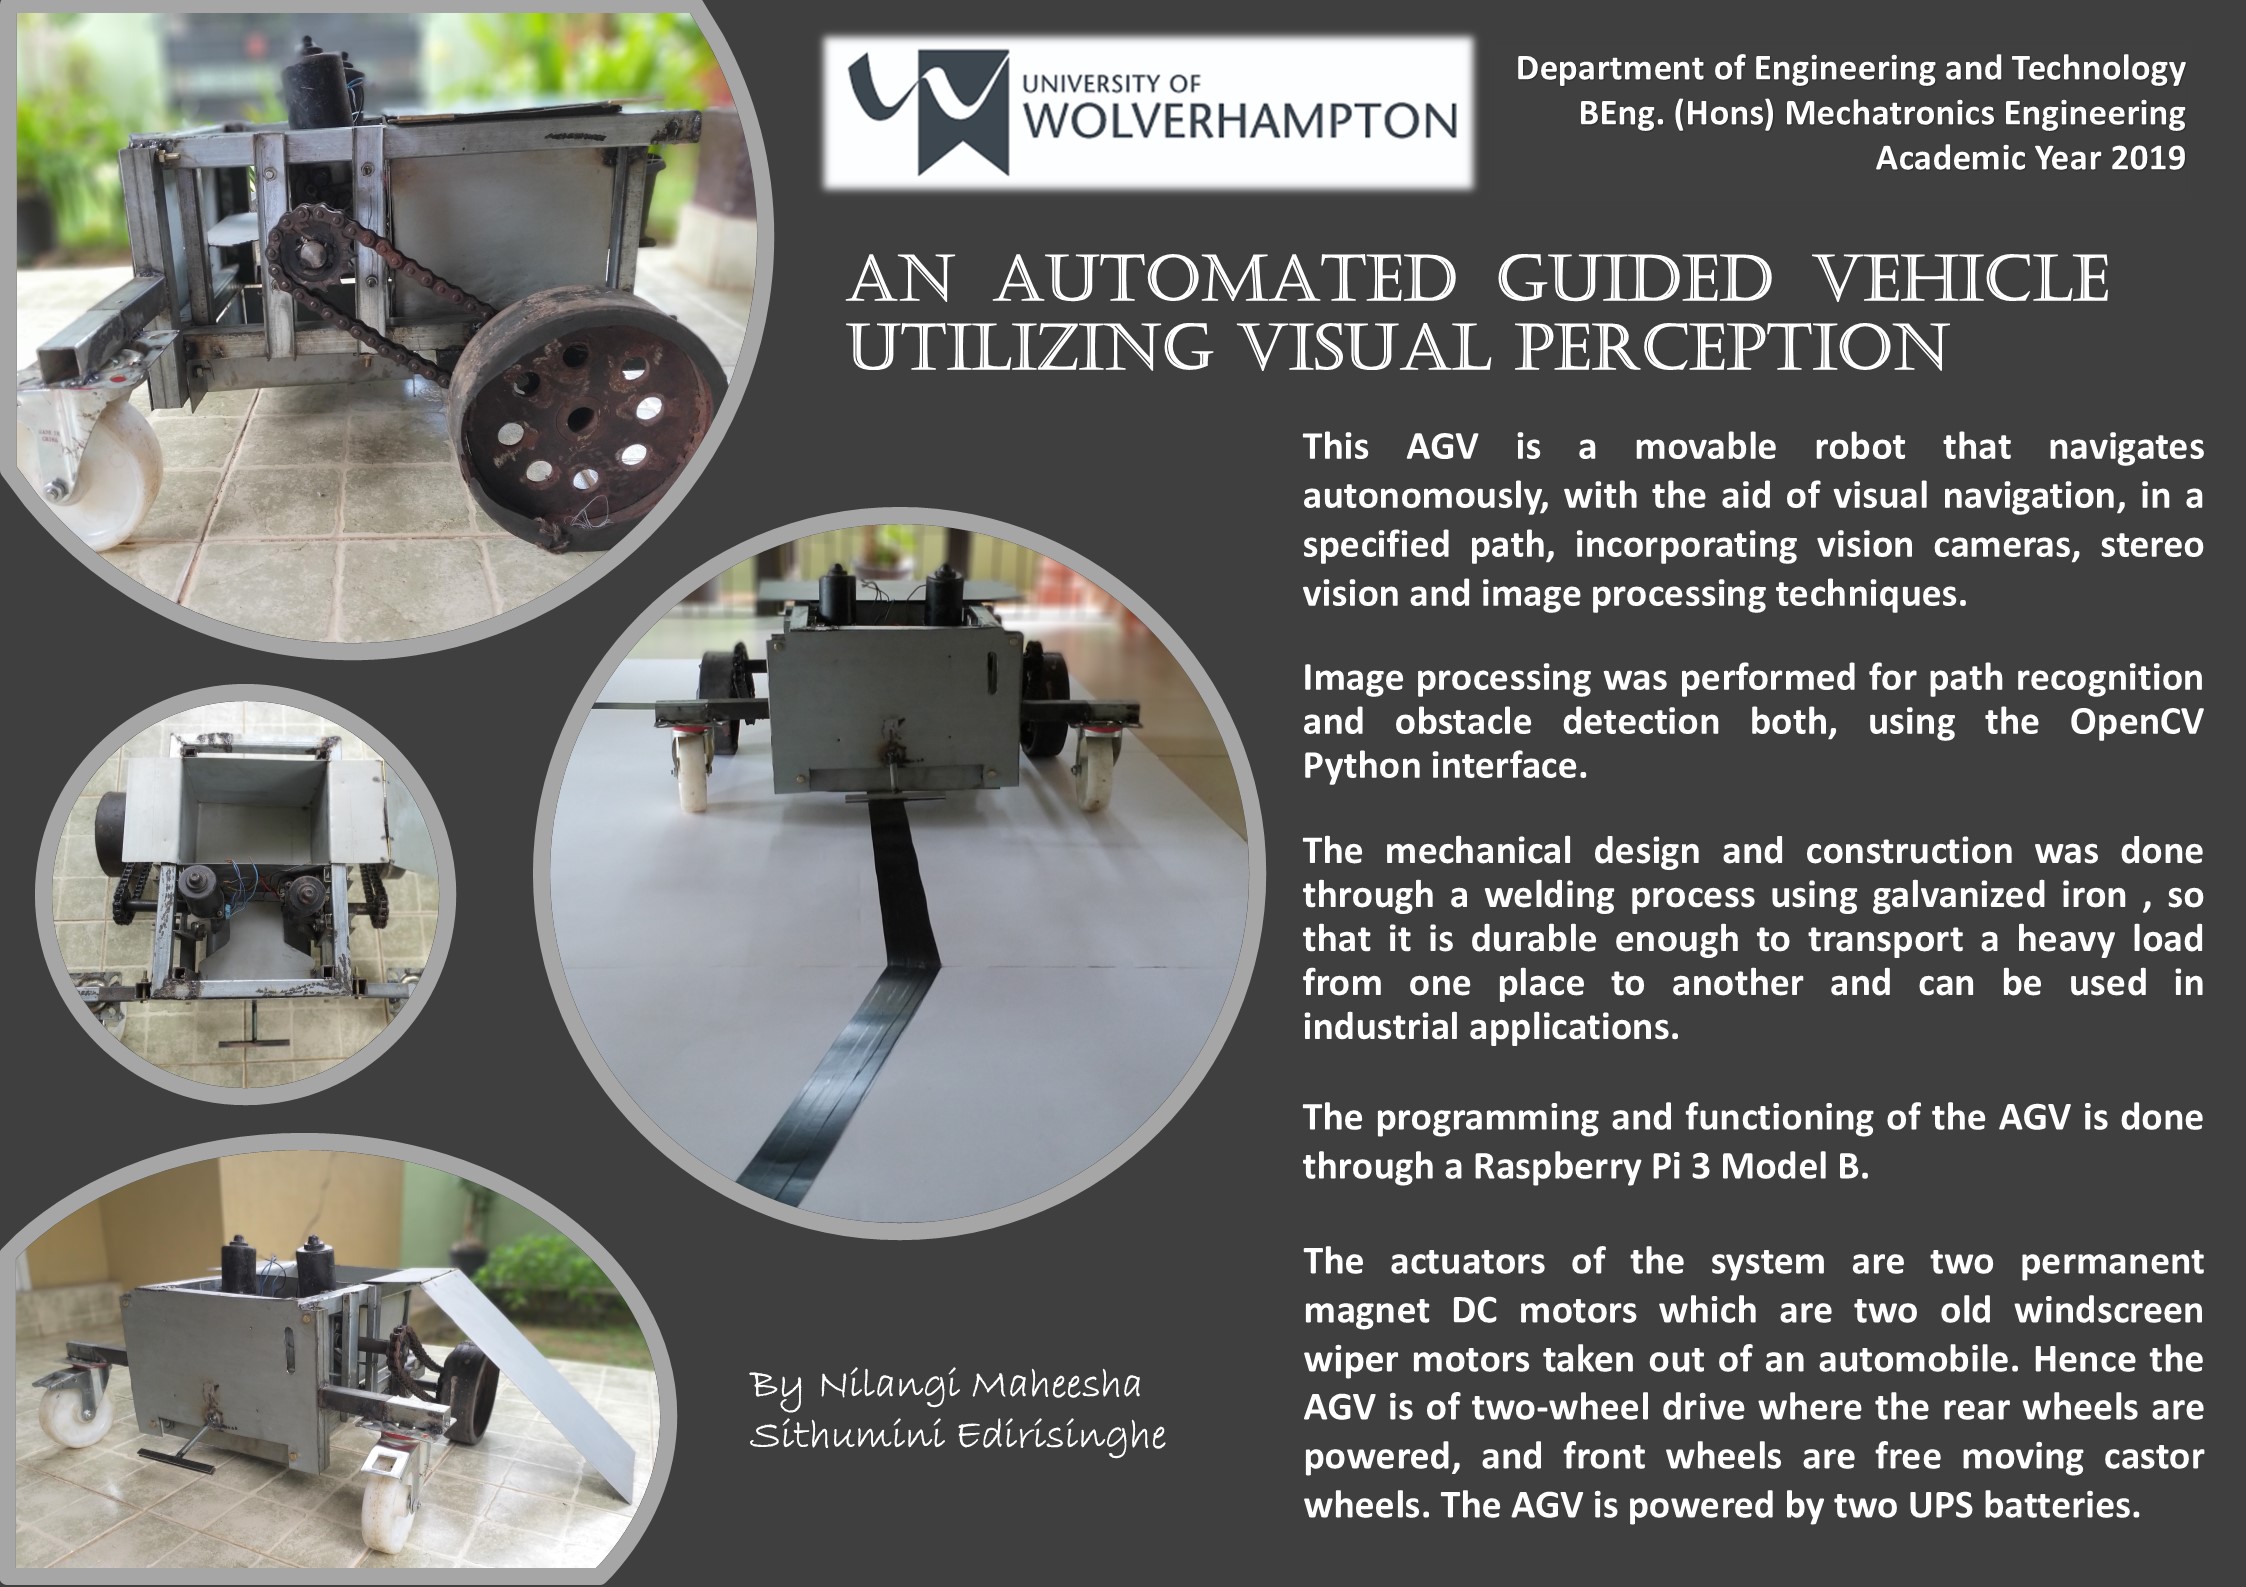 UNIVERSITY OF
WOLVERHAMPTON
Department of Engineering and Technology
BEng. (Hons) Mechatronics Engineering
Academic Year 2019
AN AUTOMATED GUIDED VEHICLE
UTILIZING VISUAL PERCEPTION
This AGV is a movable robot that navigates
autonomously, with the aid of visual navigation, in a
specified path, incorporating vision cameras, stereo
vision and image processing techniques.
Image processing was performed for path recognition
and obstacle detection both, using the OpenCV
Python interface.
The mechanical design and construction was done
through a welding process using galvanized iron , so
that it is durable enough to transport a heavy load
from one place to another and can be used in
industrial applications.
The programming and functioning of the AGV is done
through a Raspberry Pi 3 Model B.
The actuators of the system are two permanent
magnet DC motors which are two old windscreen
wiper motors taken out of an automobile. Hence the
AGV is of two-wheel drive where the rear wheels are
powered, and front wheels are free moving castor
wheels. The AGV is powered by two UPS batteries.
By Nilangi Maheesha
Sithumini Edirisinghe